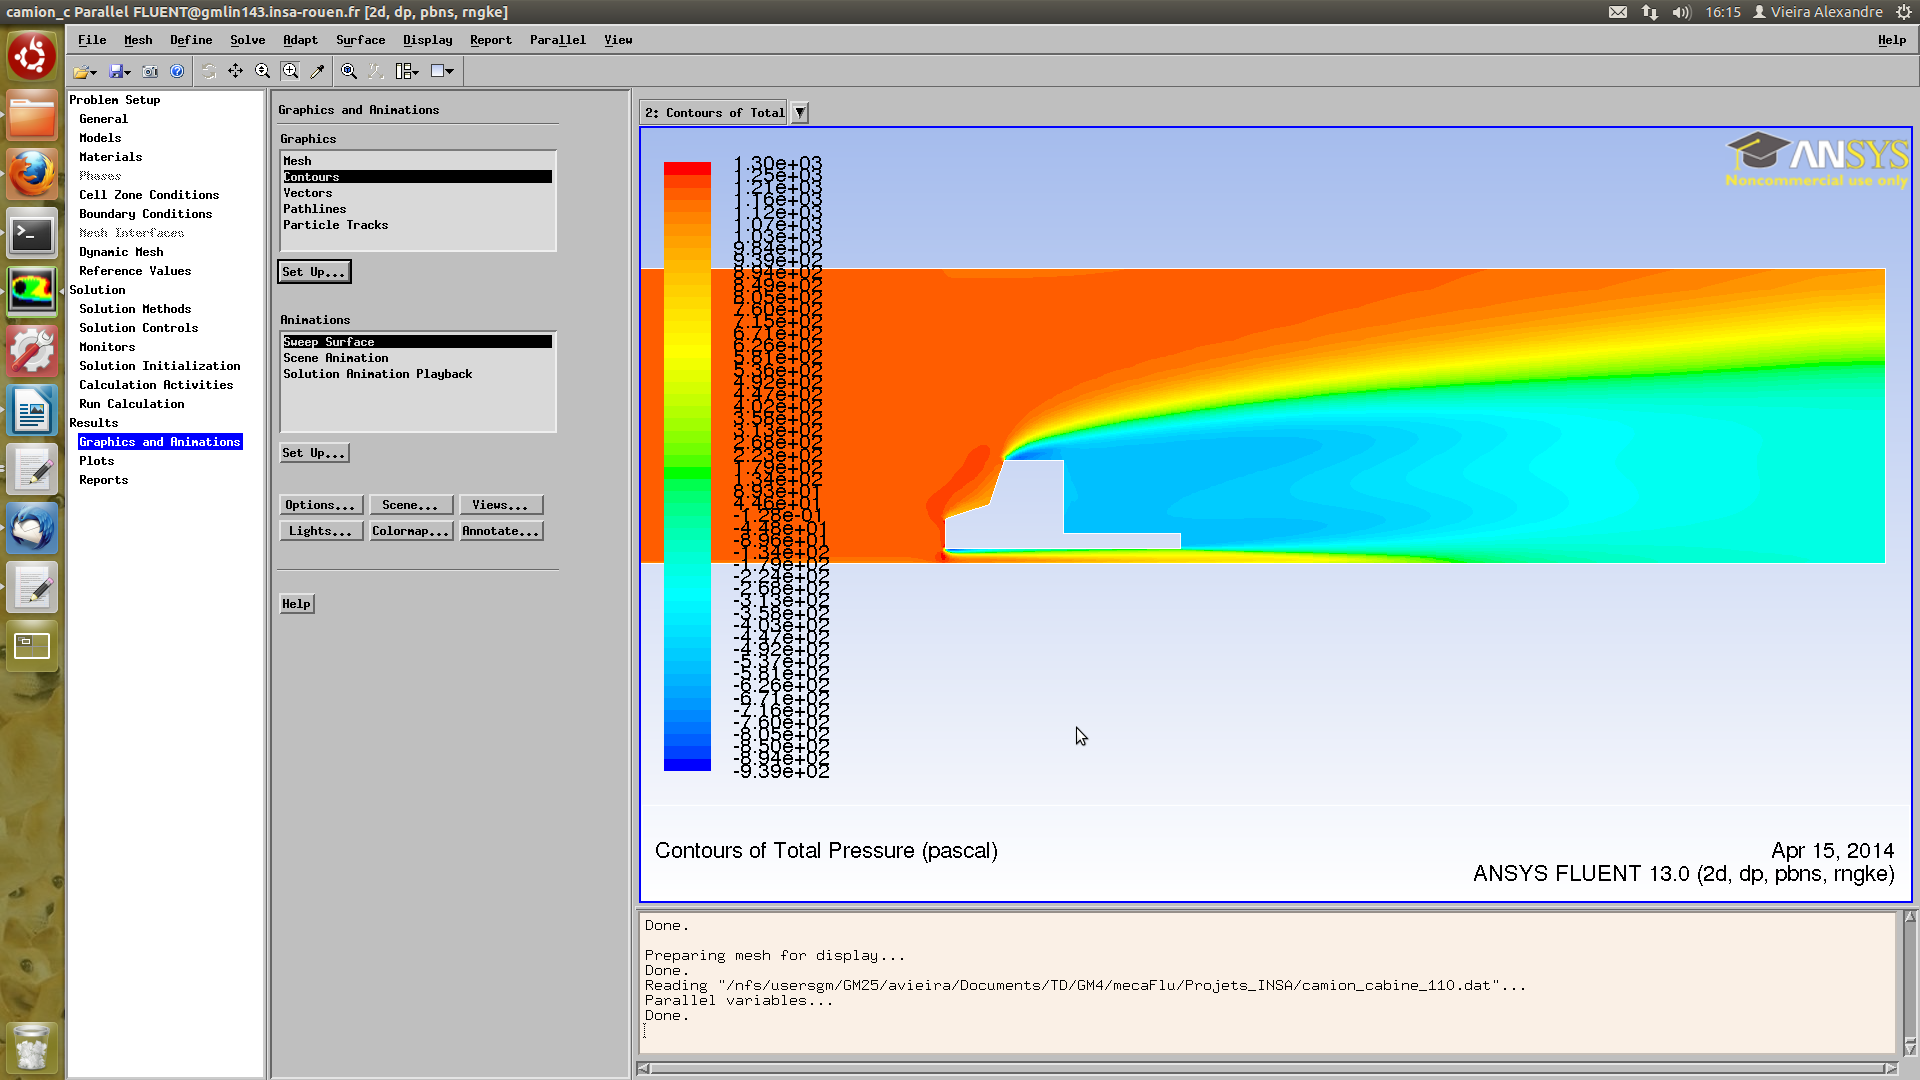 camion_c Parallel FLUENT@gmlin143.insa-rouen.fr [2d, dp, pbns, rngke]
16:15 Vieira Alexandre
File Mesh Define Solve Adapt Surface Display Report Parallel View Help
Problem Setup
General
Models
Materials
Phases
Cell Zone Conditions
Boundary Conditions
Mesh Interfaces
Dynamic Mesh
Reference Values
Solution
Solution Methods
Solution Controls
Monitors
Solution Initialization
Calculation Activities
Run Calculation
Results
Graphics and Animations
Plots
Reports
Graphics and Animations
Graphics
Mesh
Contours
Vectors
Pathlines
Particle Tracks
Set Up...
Animations
Sweep Surface
Scene Animation
Solution Animation Playback
Set Up...
Options... Scene... Views...
Lights... Colormap... Annotate...
Help
2: Contours of Total
ANSYS
Noncommercial use only
1.30e+03
1.25e+03
1.21e+03
1.16e+03
1.12e+03
1.07e+03
1.03e+03
9.84e+02
9.39e+02
8.94e+02
8.49e+02
8.05e+02
7.60e+02
7.15e+02
6.71e+02
6.26e+02
5.81e+02
5.36e+02
4.92e+02
4.47e+02
4.02e+02
3.58e+02
3.13e+02
2.68e+02
2.23e+02
1.79e+02
1.34e+02
8.93e+01
4.46e+01
-1.28e-01
-4.48e+01
-8.96e+01
-1.34e+02
-1.79e+02
-2.24e+02
-2.68e+02
-3.13e+02
-3.58e+02
-4.03e+02
-4.47e+02
-4.92e+02
-5.37e+02
-5.81e+02
-6.26e+02
-6.71e+02
-7.16e+02
-7.60e+02
-8.05e+02
-8.50e+02
-8.94e+02
-9.39e+02
Contours of Total Pressure (pascal)
Apr 15, 2014
ANSYS FLUENT 13.0 (2d, dp, pbns, rngke)
Done.
Preparing mesh for display...
Done.
Reading "/nfs/usersgm/GM25/avieira/Documents/TD/GM4/mecaFlu/Projets_INSA/camion_cabine_110.dat"...
Parallel variables...
Done.